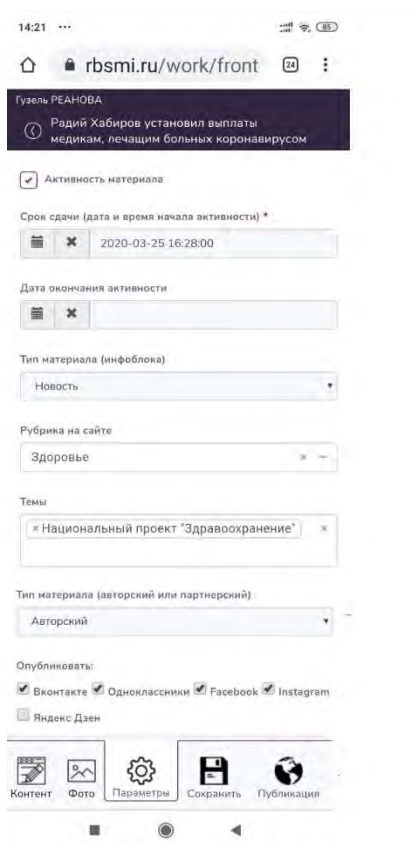 14:21 ...
85
rbsmi.ru/work/front 24
Гузель РЕАНОВА
Радий Хабиров установил выплаты
медикам, лечащим больных коронавирусом
Активность материала
Срок сдачи (дата и время начала активности) *
2020-03-25 16:28:00
Дата окончания активности
Тип материала (инфоблока)
Новость
Рубрика на сайте
Здоровье × –
Темы
× Национальный проект "Здравоохранение" ×
Тип материала (авторский или партнерский)
Авторский
Опубликовать:
Вконтакте Одноклассники Facebook Instagram
Яндекс Дзен
Контент Фото Параметры Сохранить Публикация